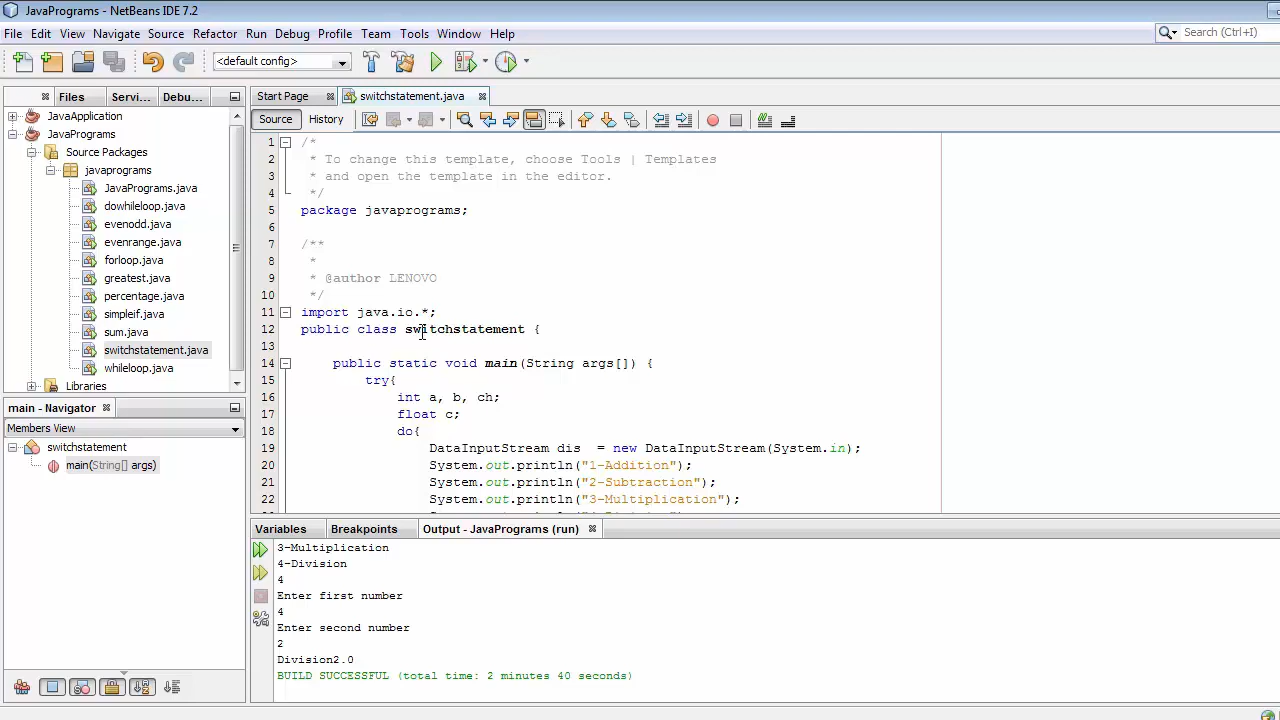 JavaPrograms - NetBeans IDE 7.2
File Edit View Navigate Source Refactor Run Debug Profile Team Tools Window Help
Search (Ctrl+I)
<default config>
Files Servi... Debu...
Start Page switchstatement.java
Source History
JavaApplication
JavaPrograms
Source Packages
javaprograms
JavaPrograms.java
dowhileloop.java
evenodd.java
evenrange.java
forloop.java
greatest.java
percentage.java
simpleif.java
sum.java
switchstatement.java
whileloop.java
Libraries
main - Navigator
Members View
switchstatement
main(String[] args)
1 /*
2 * To change this template, choose Tools | Templates
3 * and open the template in the editor.
4 */
5 package javaprograms;
6
7 /**
8 *
9 * @author LENOVO
10 */
11 import java.io.*;
12 public class switchstatement {
13
14 public static void main(String args[]) {
15 try{
16 int a, b, ch;
17 float c;
18 do{
19 DataInputStream dis = new DataInputStream(System.in);
20 System.out.println("1-Addition");
21 System.out.println("2-Subtraction");
22 System.out.println("3-Multiplication");
Variables Breakpoints Output - JavaPrograms (run)
3-Multiplication
4-Division
4
Enter first number
4
Enter second number
2
Division2.0
BUILD SUCCESSFUL (total time: 2 minutes 40 seconds)